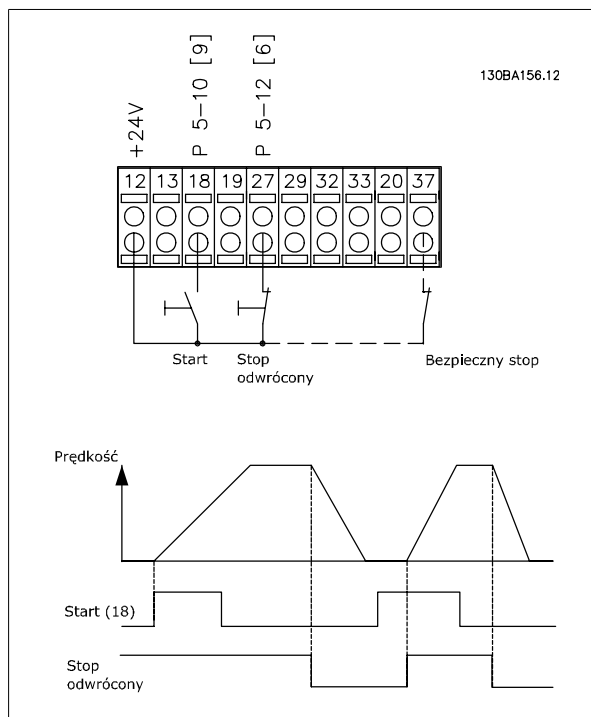 130BA156.12
+24V
P 5-10 [9]
P 5-12 [6]
12 13 18 19 27 29 32 33 20 37
Start
Stop
odwrócony
Bezpieczny stop
Prędkość
Start (18)
Stop
odwrócony